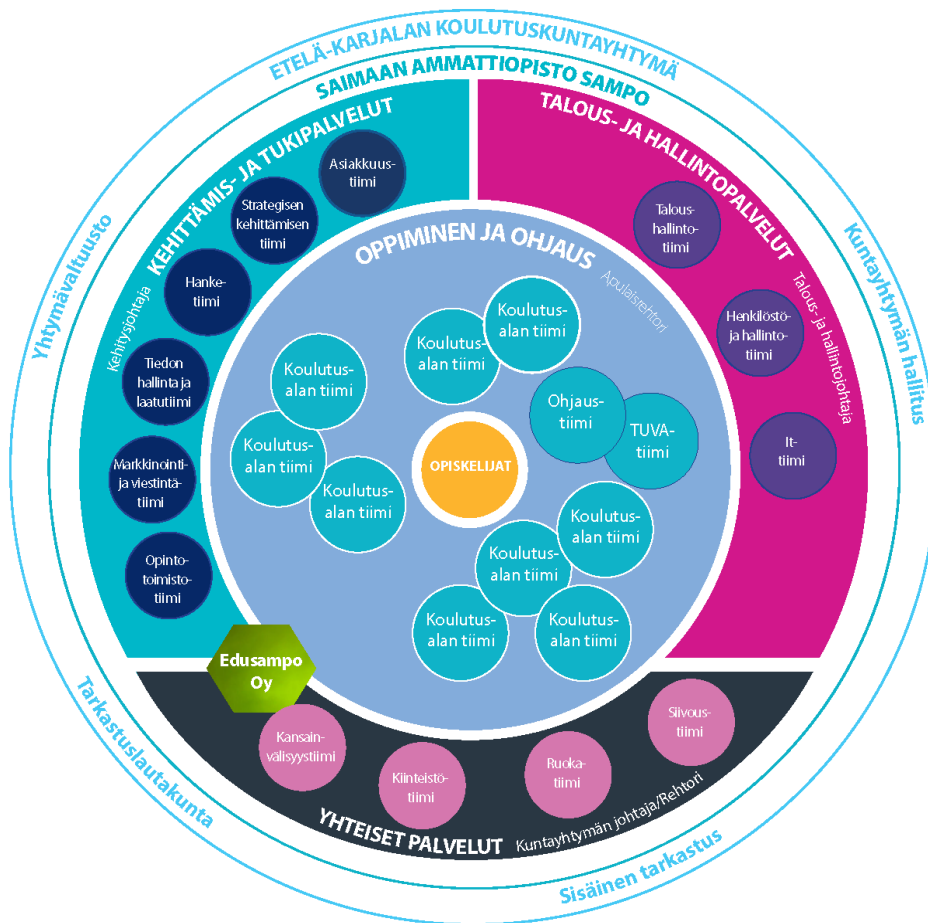 ETELÄ-KARJALAN KOULUTUSKUNTAYHTYMÄ
SAIMAAN AMMATTIOPISTO SAMPO
Yhtymävaltuusto
Kuntayhtymän hallitus
Tarkastuslautakunta
Sisäinen tarkastus
KEHITTÄMIS- JA TUKIPALVELUT
Kehitysjohtaja
Asiakkuus-
tiimi
Strategisen
kehittämisen
tiimi
Hanke-
tiimi
Tiedon
hallinta ja
laatutiimi
Markkinointi-
ja viestintä-
tiimi
Opinto-
toimisto-
tiimi
TALOUS- JA HALLINTOPALVELUT
Talous- ja hallintojohtaja
Talous-
hallinto-
tiimi
Henkilöstö-
ja hallinto-
tiimi
It-
tiimi
OPPIMINEN JA OHJAUS
Apulaisrehtori
Koulutus-
alan tiimi
Koulutus-
alan tiimi
Koulutus-
alan tiimi
Koulutus-
alan tiimi
Koulutus-
alan tiimi
Ohjaus-
tiimi
TUVA-
tiimi
OPISKELIJAT
Koulutus-
alan tiimi
Koulutus-
alan tiimi
Koulutus-
alan tiimi
Koulutus-
alan tiimi
Edusampo
Oy
Kansain-
välisyystiimi
Kiinteistö-
tiimi
Ruoka-
tiimi
Siivous-
tiimi
YHTEISET PALVELUT
Kuntayhtymän johtaja/Rehtori